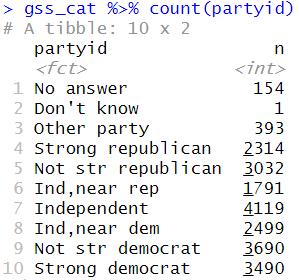 > gss_cat %>% count(partyid)
# A tibble: 10 x 2
partyid n
<fct> <int>
1 No answer 154
2 Don't know 1
3 Other party 393
4 Strong republican 2314
5 Not str republican 3032
6 Ind,near rep 1791
7 Independent 4119
8 Ind,near dem 2499
9 Not str democrat 3690
10 Strong democrat 3490